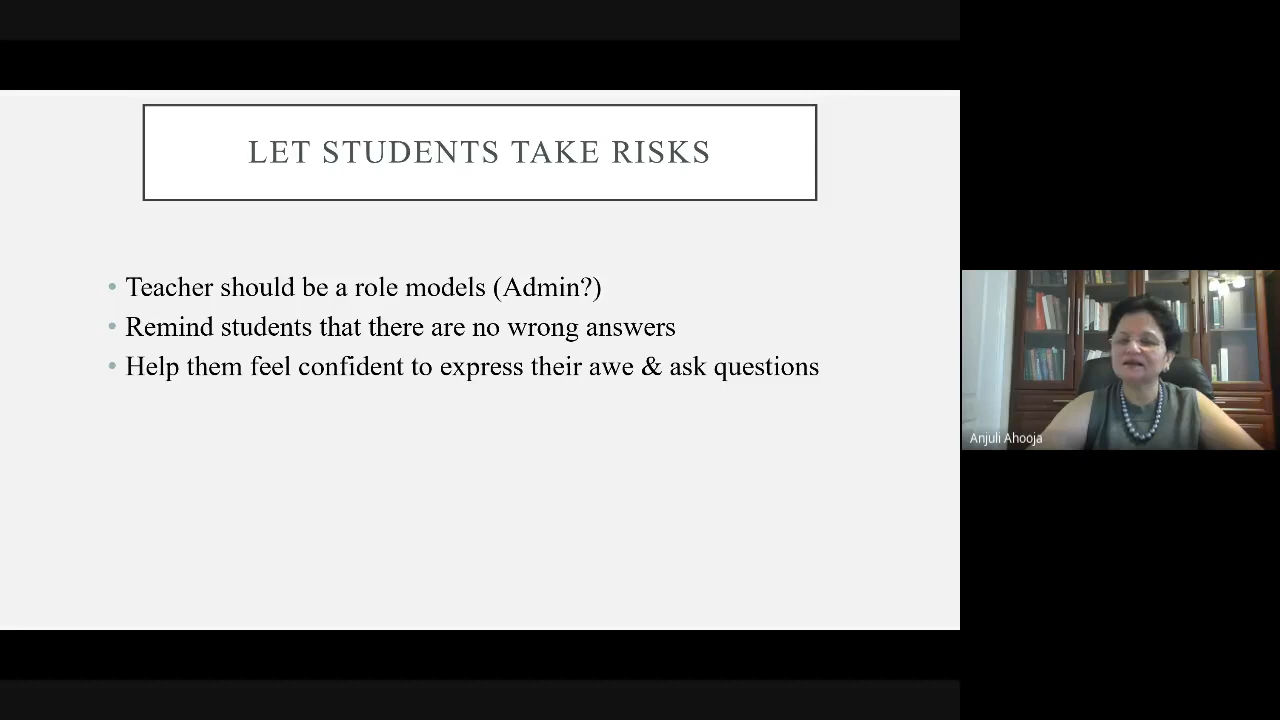 LET STUDENTS TAKE RISKS
• Teacher should be a role models (Admin?)
• Remind students that there are no wrong answers
• Help them feel confident to express their awe & ask questions
Anjuli Ahooja